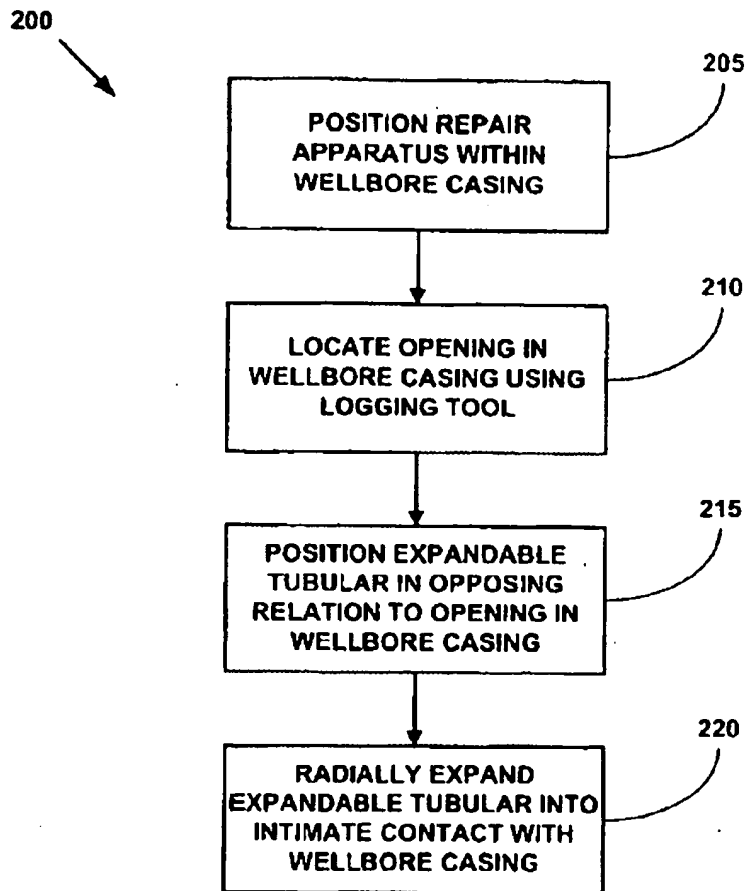 200
205
POSITION REPAIR
APPARATUS WITHIN
WELLBORE CASING
210
LOCATE OPENING IN
WELLBORE CASING USING
LOGGING TOOL
215
POSITION EXPANDABLE
TUBULAR IN OPPOSING
RELATION TO OPENING IN
WELLBORE CASING
220
RADIALLY EXPAND
EXPANDABLE TUBULAR INTO
INTIMATE CONTACT WITH
WELLBORE CASING